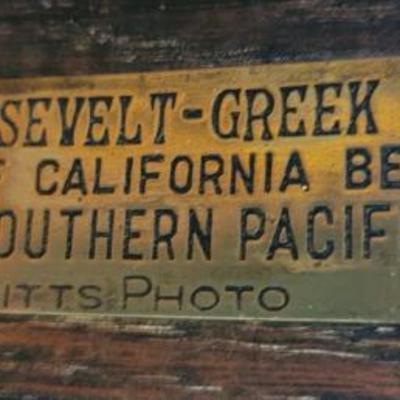 SEVELT-GREEK
F CALIFORNIA BE
OUTHERN PACIF
ITTS PHOTO